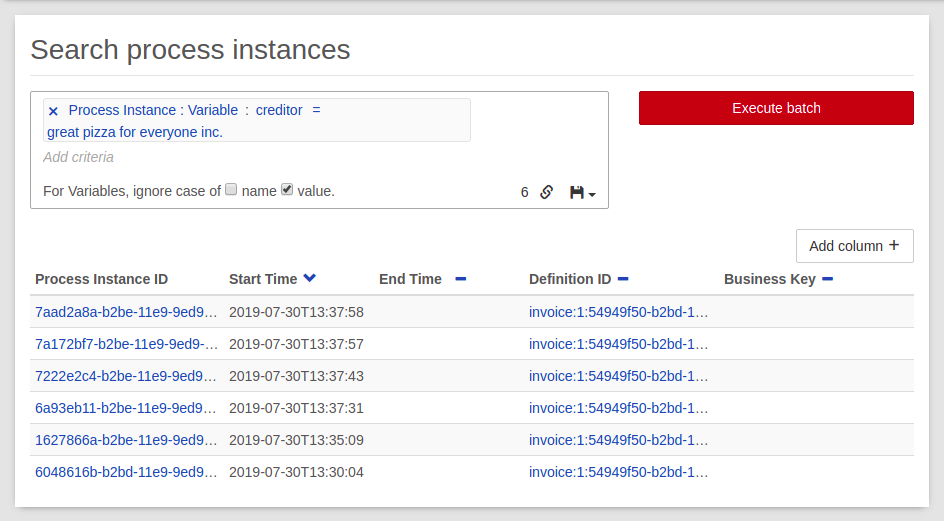 Search process instances
Process Instance : Variable : creditor =
great pizza for everyone inc.
Execute batch
Add criteria
For Variables, ignore case of name value.
6
Add column +
Process Instance ID Start Time End Time Definition ID Business Key
7aad2a8a-b2be-11e9-9ed9... 2019-07-30T13:37:58 invoice:1:54949f50-b2bd-1...
7a172bf7-b2be-11e9-9ed9-... 2019-07-30T13:37:57 invoice:1:54949f50-b2bd-1...
7222e2c4-b2be-11e9-9ed9... 2019-07-30T13:37:43 invoice:1:54949f50-b2bd-1...
6a93eb11-b2be-11e9-9ed9... 2019-07-30T13:37:31 invoice:1:54949f50-b2bd-1...
1627866a-b2be-11e9-9ed9... 2019-07-30T13:35:09 invoice:1:54949f50-b2bd-1...
6048616b-b2bd-11e9-9ed9... 2019-07-30T13:30:04 invoice:1:54949f50-b2bd-1...